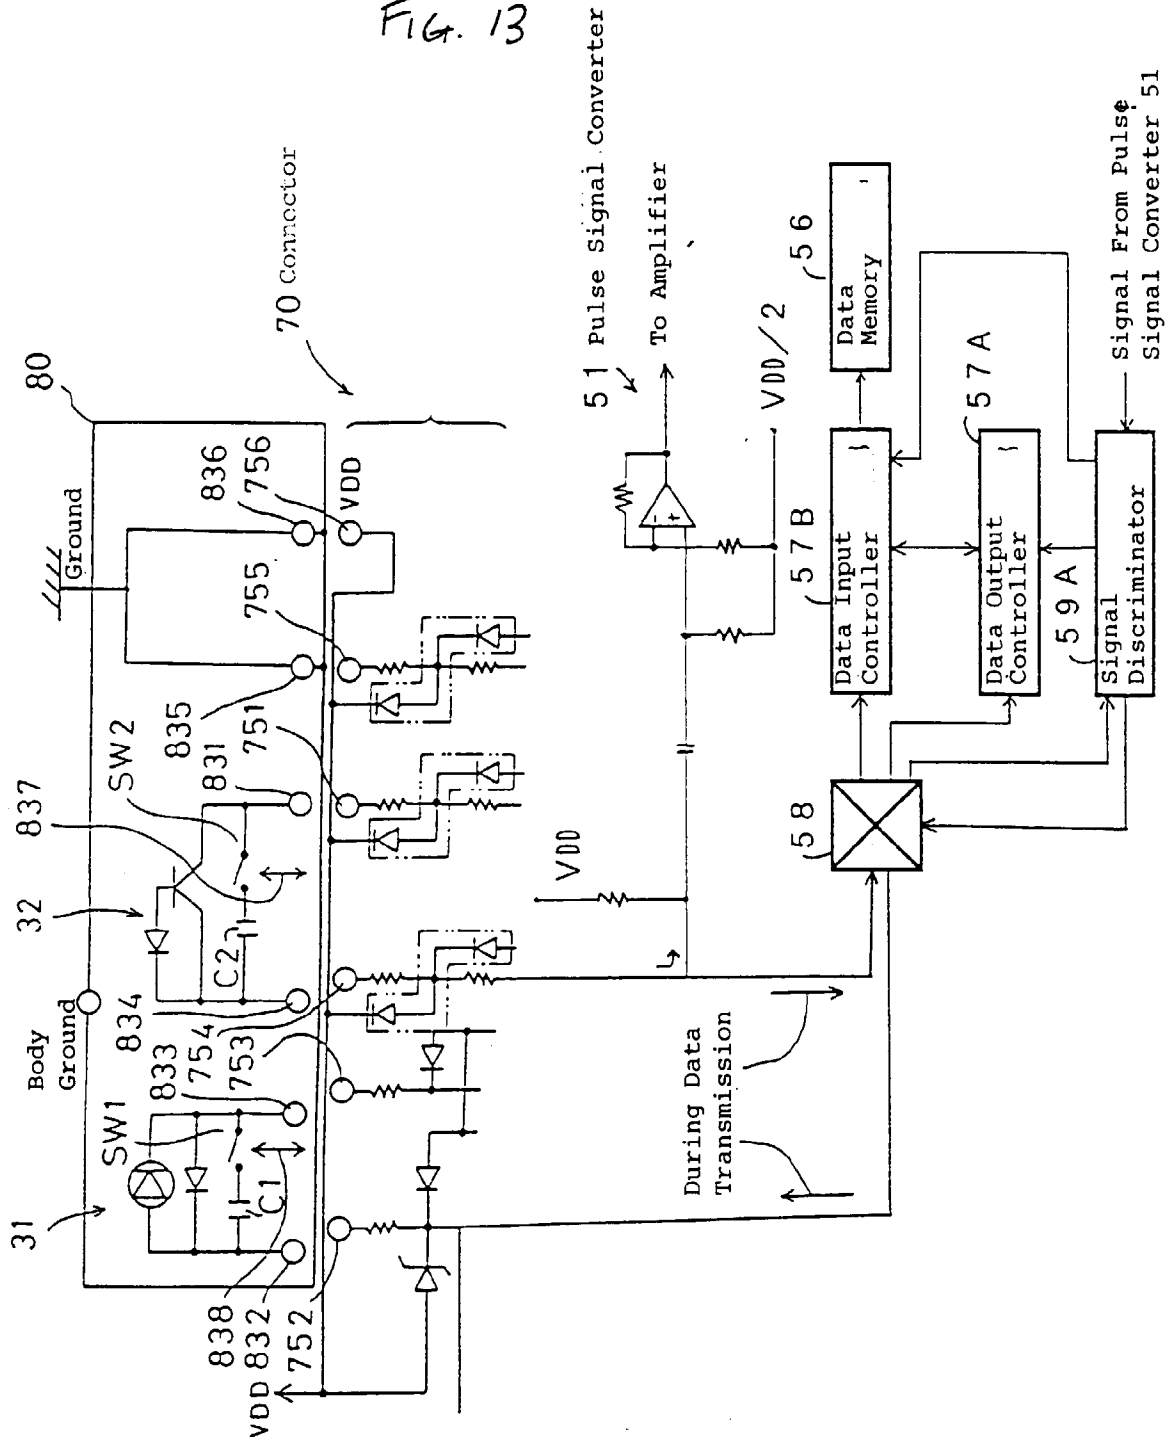 FIG. 13
80
Ground
836
756
VDD
70 Connector
755
835
SW2
831
751
837
32
C2
834
754
Body
Ground
833
753
SW1
31
C1
838
832
752
VDD
51 Pulse Signal Converter
To Amplifier
VDD/2
VDD
56
Data
Memory
57B
Data Input
Controller
57A
Data Output
Controller
59A
Signal
Discriminator
Signal From Pulse
Signal Converter 51
58
During Data
Transmission